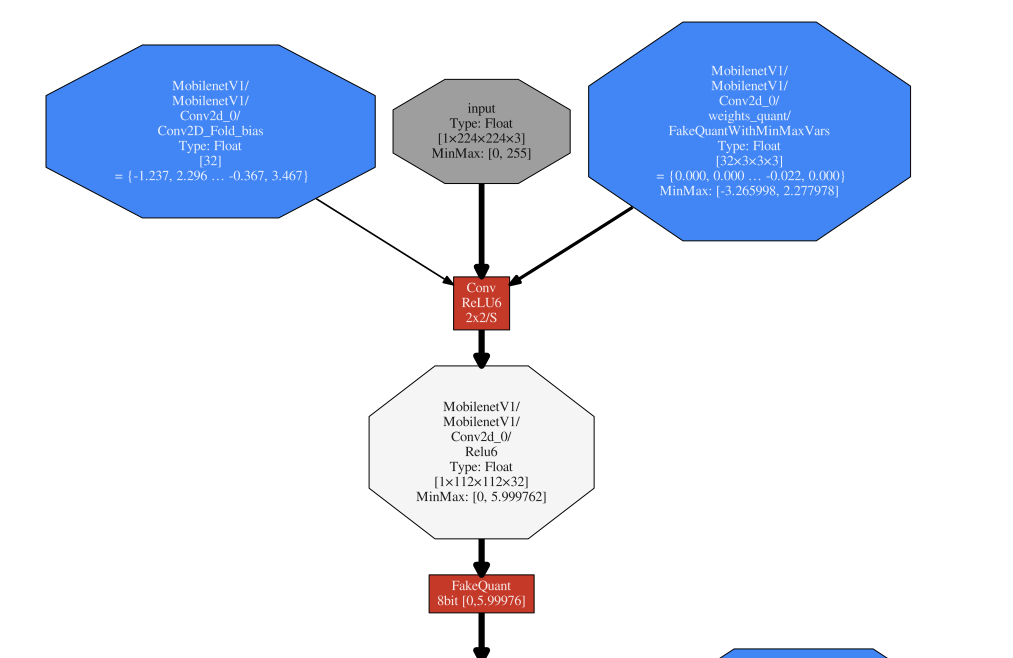 MobilenetV1/
MobilenetV1/
Conv2d_0/
Conv2D_Fold_bias
Type: Float
[32]
= {-1.237, 2.296 … -0.367, 3.467}
input
Type: Float
[1×224×224×3]
MinMax: [0, 255]
MobilenetV1/
MobilenetV1/
Conv2d_0/
weights_quant/
FakeQuantWithMinMaxVars
Type: Float
[32×3×3×3]
= {0.000, 0.000 … -0.022, 0.000}
MinMax: [-3.265998, 2.277978]
Conv
ReLU6
2x2/S
MobilenetV1/
MobilenetV1/
Conv2d_0/
Relu6
Type: Float
[1×112×112×32]
MinMax: [0, 5.999762]
FakeQuant
8bit [0,5.99976]